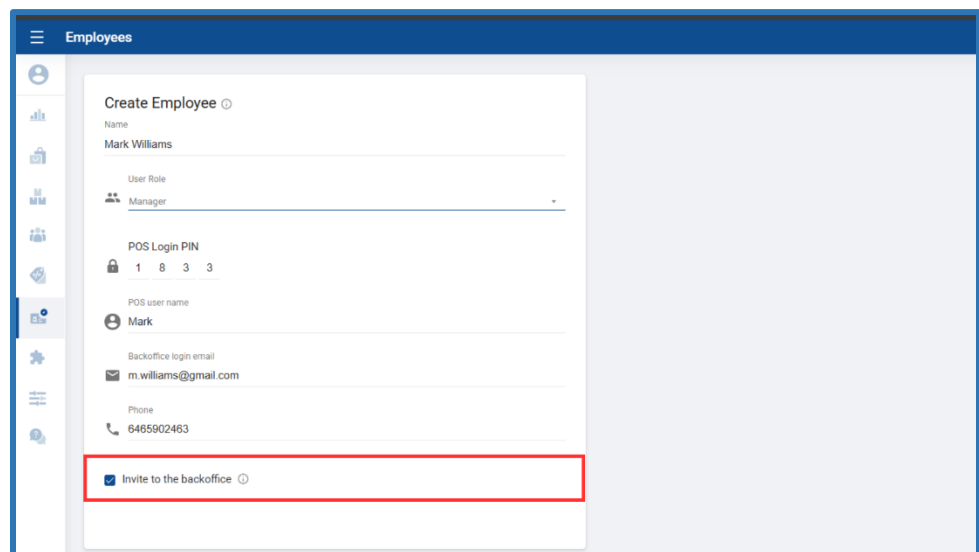 Employees
Create Employee
Name
Mark Williams
User Role
Manager
POS Login PIN
1 8 3 3
POS user name
Mark
Backoffice login email
m.williams@gmail.com
Phone
6465902463
Invite to the backoffice